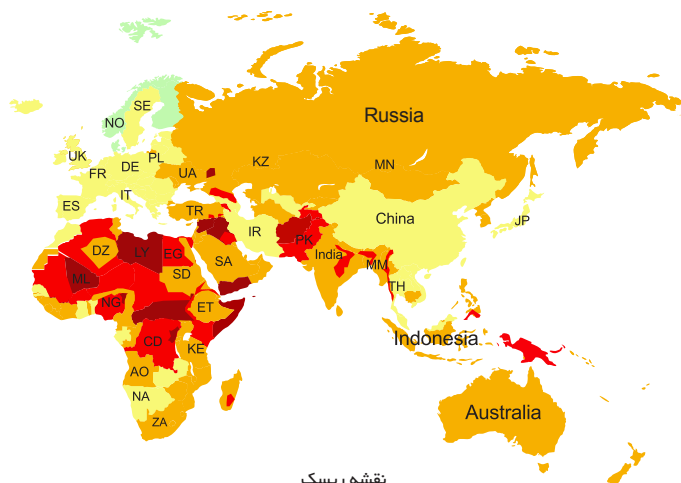 Russia
SE
NO
UK
PL
DE
FR
KZ
MN
UA
IT
ES
TR
China
JP
IR
PK
DZ
LY
EG
India
SA
MM
SD
ML
TH
NG
ET
Indonesia
CD
KE
AO
NA
Australia
ZA
نقشه ریسک